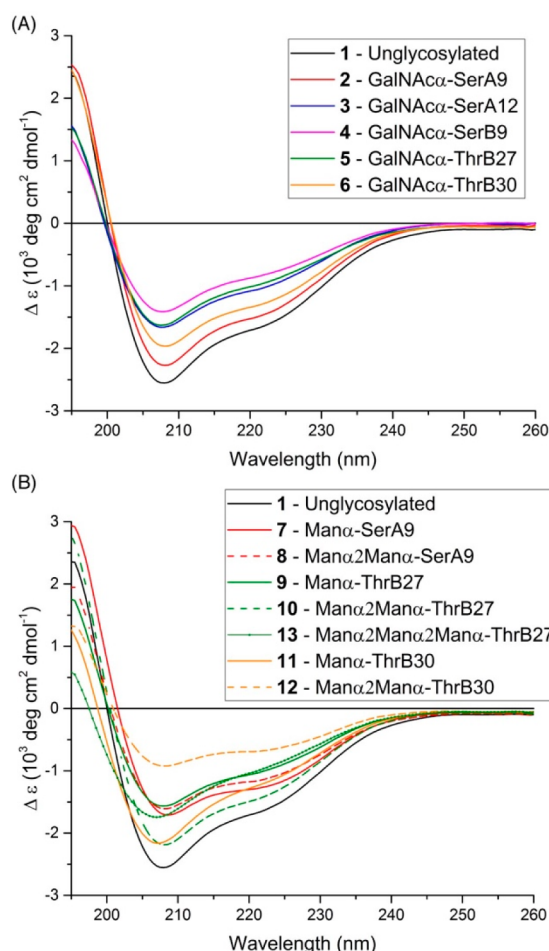 (A)
3
2
1
0
-1
-2
-3
Δ ε (10³ deg cm² dmol⁻¹)
1 - Unglycosylated
2 - GalNAcα-SerA9
3 - GalNAcα-SerA12
4 - GalNAcα-SerB9
5 - GalNAcα-ThrB27
6 - GalNAcα-ThrB30
200 210 220 230 240 250 260
Wavelength (nm)
(B)
1 - Unglycosylated
7 - Manα-SerA9
8 - Manα2Manα-SerA9
9 - Manα-ThrB27
10 - Manα2Manα-ThrB27
13 - Manα2Manα2Manα-ThrB27
11 - Manα-ThrB30
12 - Manα2Manα-ThrB30
3
2
1
0
-1
-2
-3
Δ ε (10³ deg cm² dmol⁻¹)
200 210 220 230 240 250 260
Wavelength (nm)